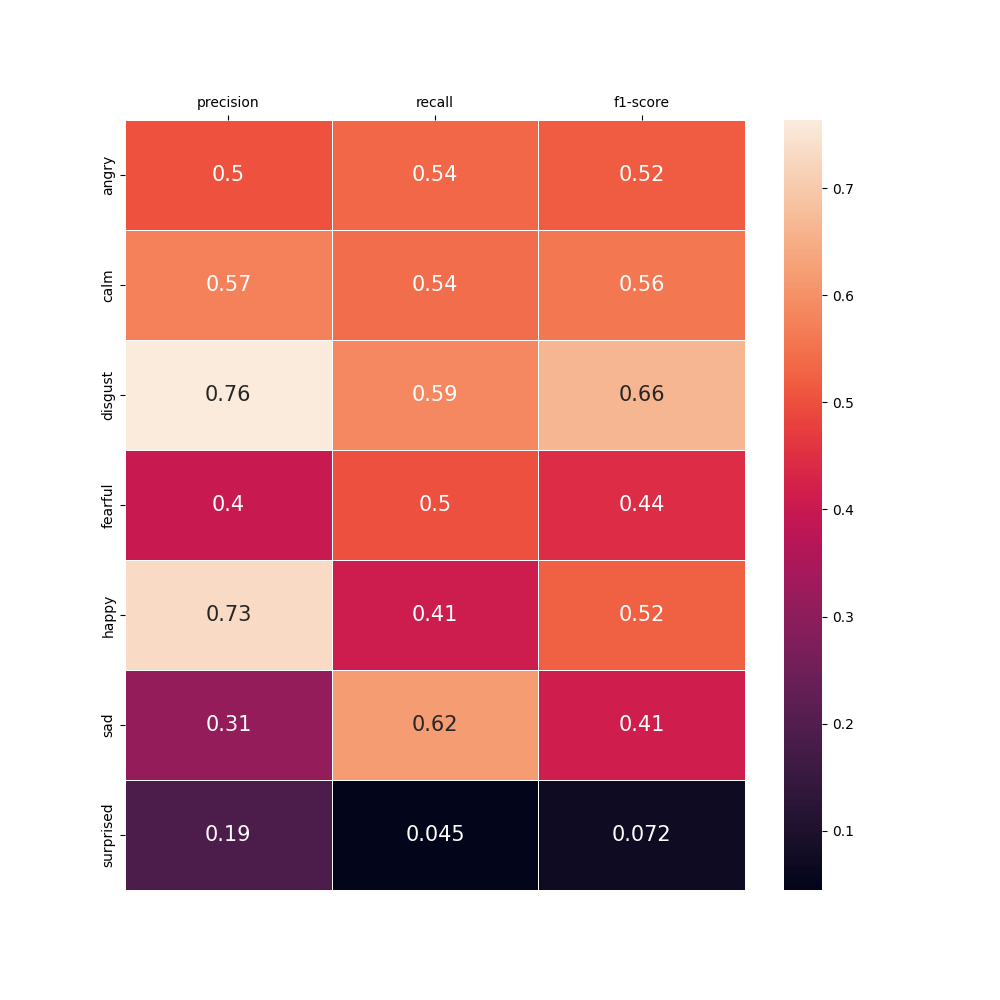 precision recall f1-score
angry 0.5 0.54 0.52
calm 0.57 0.54 0.56
disgust 0.76 0.59 0.66
fearful 0.4 0.5 0.44
happy 0.73 0.41 0.52
sad 0.31 0.62 0.41
surprised 0.19 0.045 0.072
0.7
0.6
0.5
0.4
0.3
0.2
0.1